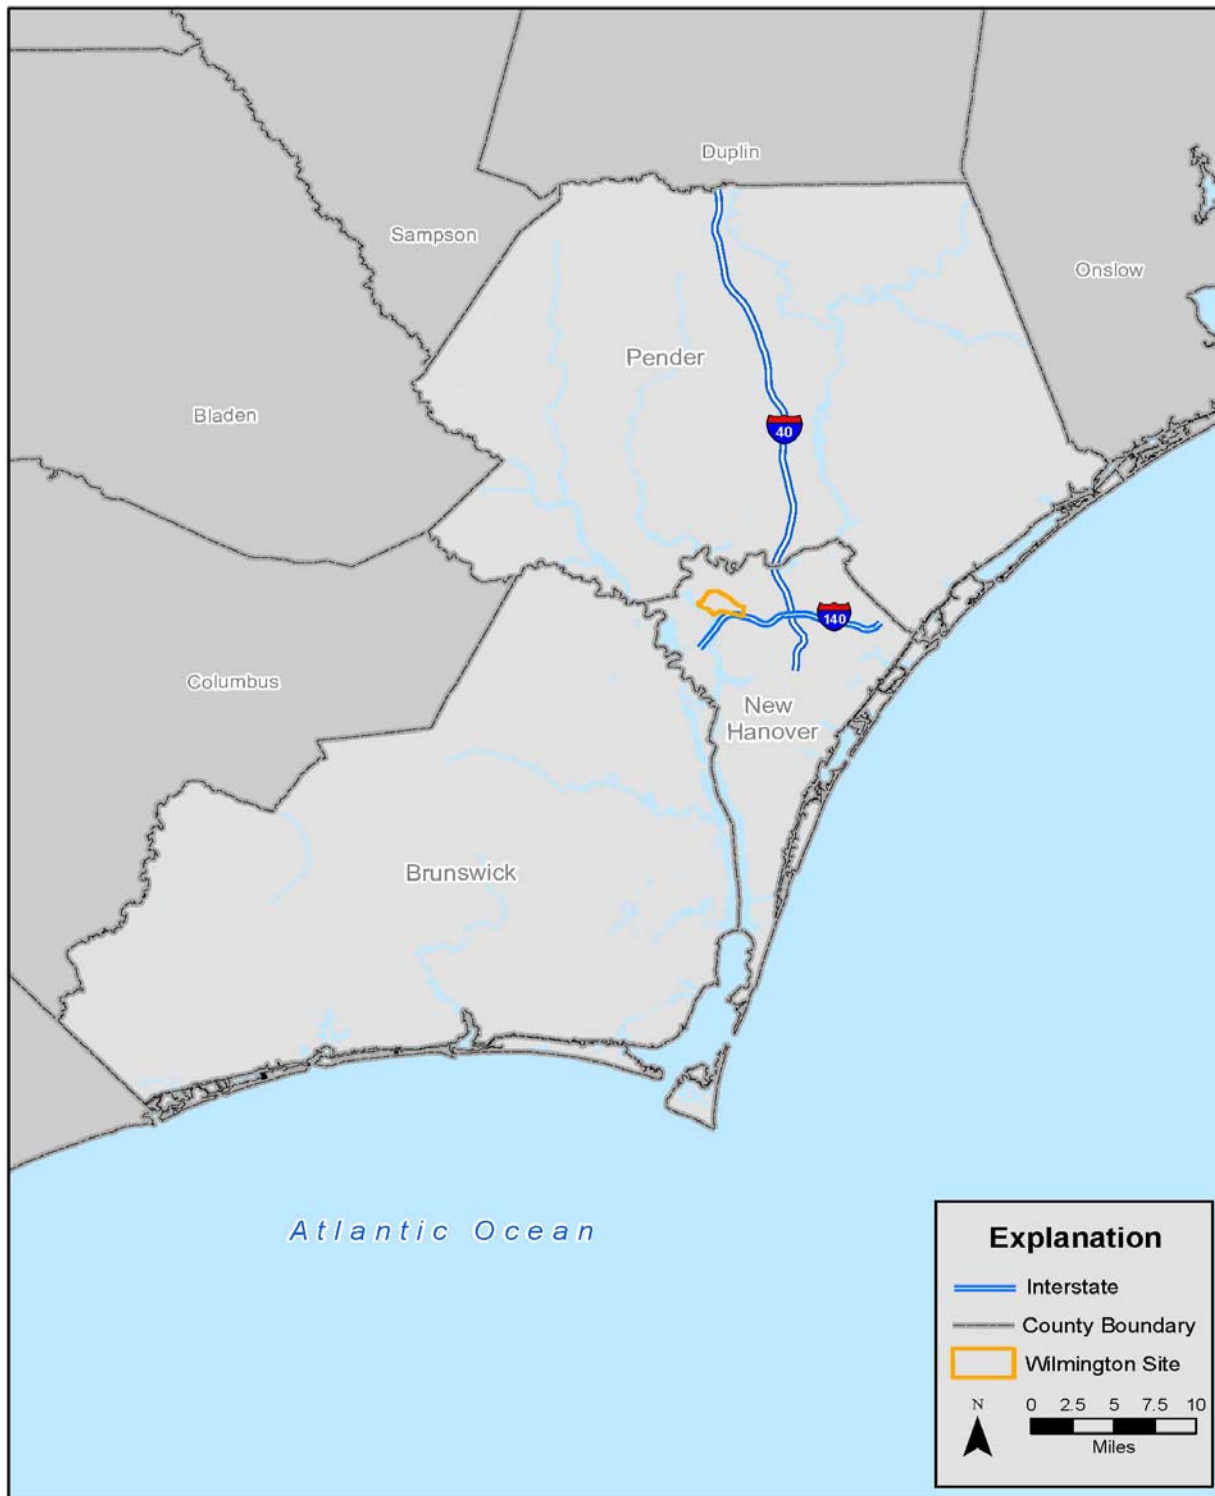 Duplin
Sampson
Onslow
Pender
Bladen
40
140
Columbus
New
Hanover
Brunswick
Atlantic Ocean
Explanation
Interstate
County Boundary
Wilmington Site
N
0 2.5 5 7.5 10
Miles